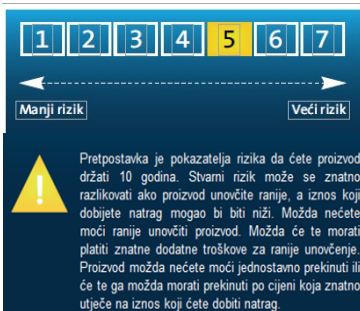 1 2 3 4 5 6 7
Manji rizik Veći rizik
Pretpostavka je pokazatelja rizika da ćete proizvod
držati 10 godina. Stvarni rizik može se znatno
razlikovati ako proizvod unovčite ranije, a iznos koji
dobijete natrag mogao bi biti niži. Možda nećete
moći ranije unovčiti proizvod. Možda će te morati
platiti znatne dodatne troškove za ranije unovčenje.
Proizvod možda nećete moći jednostavno prekinuti ili
će te ga možda morati prekinuti po cijeni koja znatno
utječe na iznos koji ćete dobiti natrag.